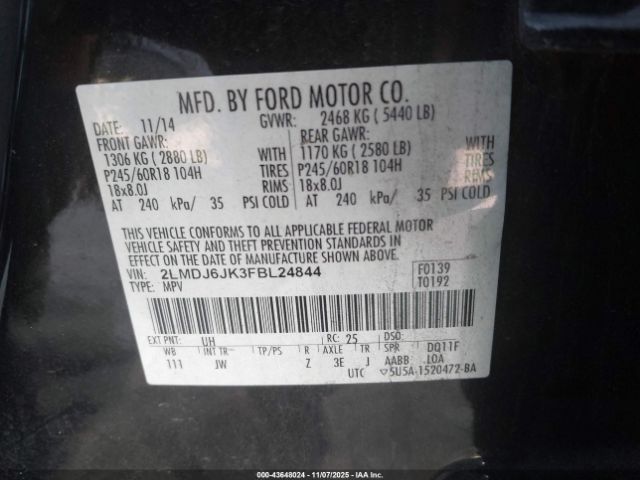 MFD. BY FORD MOTOR CO.
DATE: 11/14 GVWR: 2468 KG ( 5440 LB)
FRONT GAWR: REAR GAWR:
1306 KG ( 2880 LB) WITH 1170 KG ( 2580 LB) WITH
P245/60R18 104H TIRES P245/60R18 104H TIRES
18x8.0J RIMS 18x8.0J RIMS
AT 240 kPa/ 35 PSI COLD AT 240 kPa/ 35 PSI COLD
THIS VEHICLE CONFORMS TO ALL APPLICABLE FEDERAL MOTOR
VEHICLE SAFETY AND THEFT PREVENTION STANDARDS IN
EFFECT ON THE DATE OF MANUFACTURE SHOWN ABOVE.
VIN: 2LMDJ6JK3FBL24844 F0139
TYPE: MPV T0192
EXT PNT: UH RC: 25 DSO:
WB INT TR TP/PS R AXLE TR SPR DQ11F
111 JW Z 3E J AABB LOA
UTC 5U5A-1520472-BA
000-43648024 — 11/07/2025 — IAAI.COM